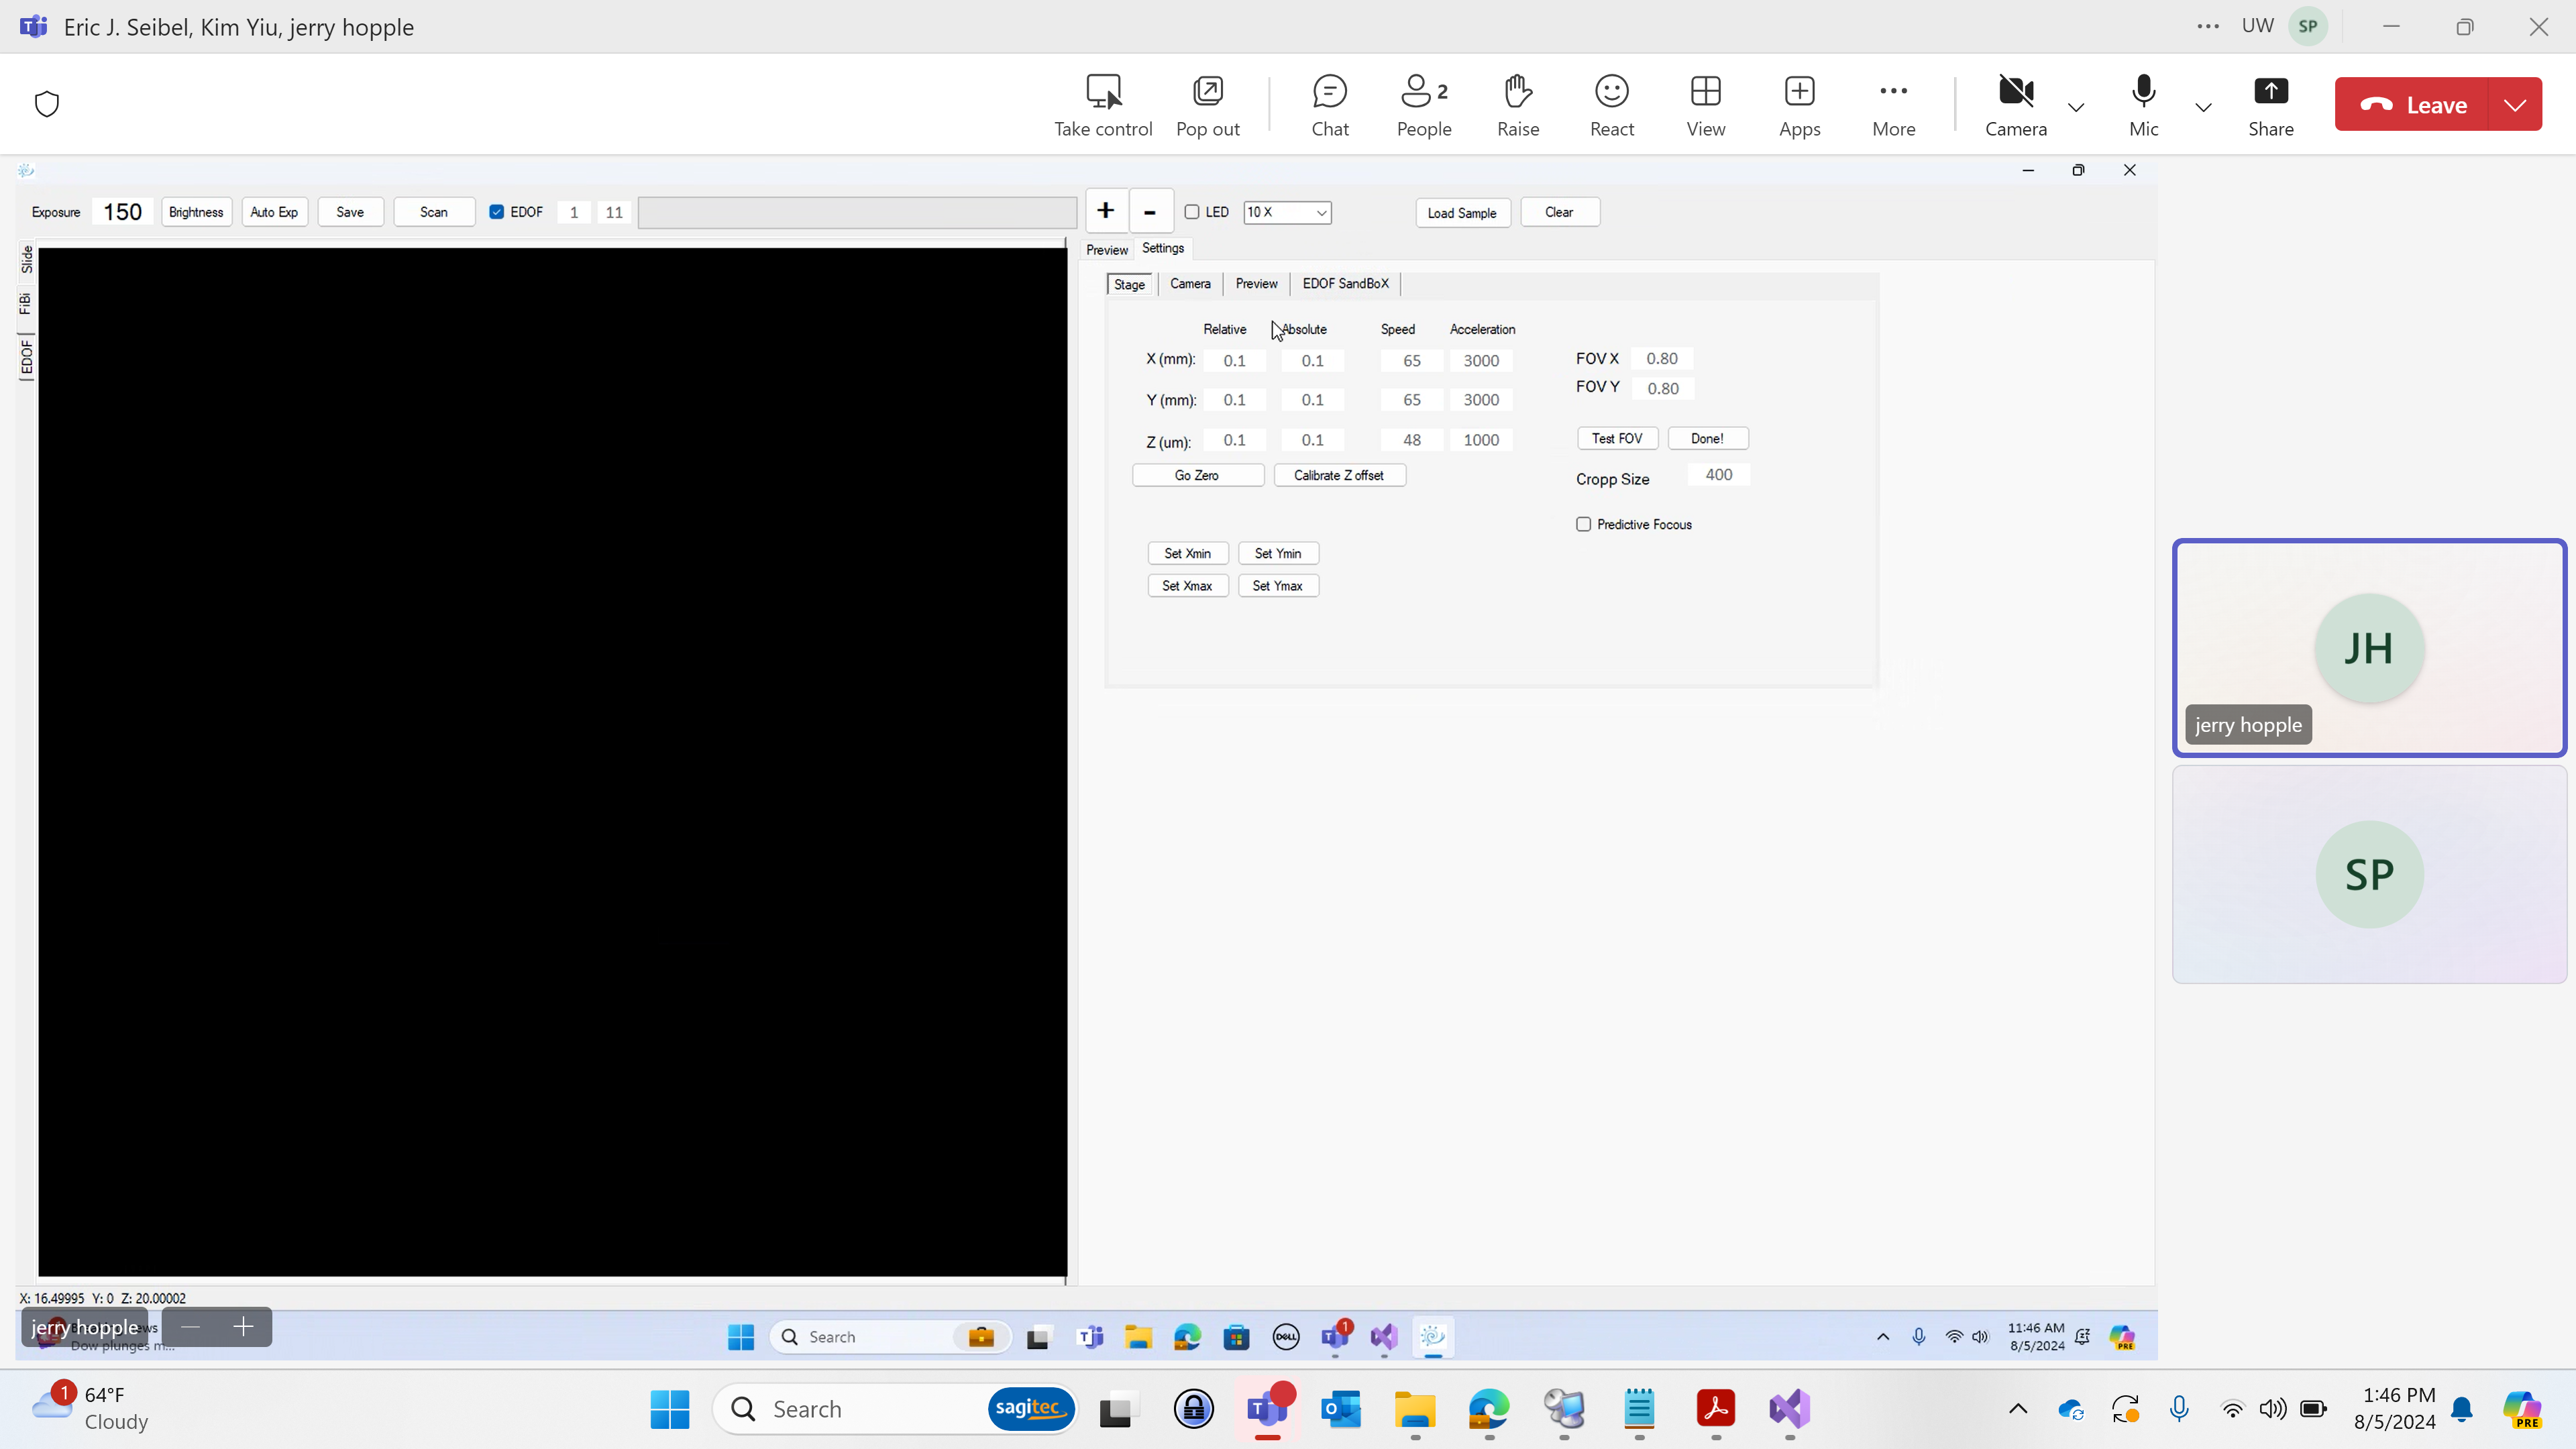 Eric J. Seibel, Kim Yiu, jerry hopple
UW SP
Take control Pop out Chat People 2 Raise React View Apps More Camera Mic Share Leave
Exposure 150 Brightness Auto Exp Save Scan EDOF 1 11 + - LED 10 X Load Sample Clear
Slide
FiBi
EDOF
Preview Settings
Stage Camera Preview EDOF SandBoX
Relative Absolute Speed Acceleration
X (mm): 0.1 0.1 65 3000 FOV X 0.80
Y (mm): 0.1 0.1 65 3000 FOV Y 0.80
Z (um): 0.1 0.1 48 1000 Test FOV Done!
Go Zero Calibrate Z offset Cropp Size 400
Predictive Focous
Set Xmin Set Ymin
Set Xmax Set Ymax
JH
jerry hopple
SP
X: 16.49995 Y: 0 Z: 20.00002
jerry hopple
Dow plunges m...
Search DELL 1 11:46 AM
8/5/2024 PRE
1 64°F
Cloudy
Search sagitec 1:46 PM
8/5/2024 PRE